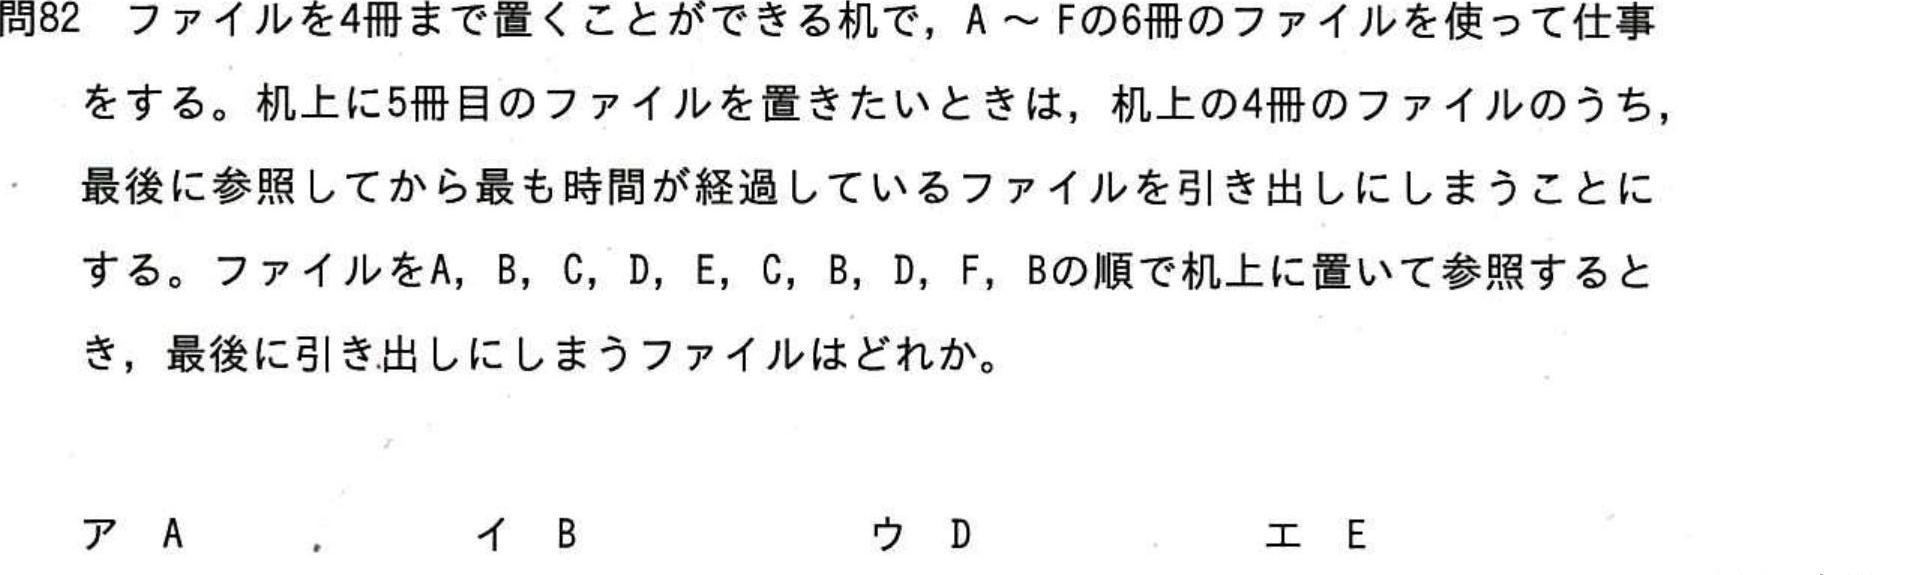 問82 ファイルを4冊まで置くことができる机で，A ～ Fの6冊のファイルを使って仕事
をする。机上に5冊目のファイルを置きたいときは，机上の4冊のファイルのうち，
最後に参照してから最も時間が経過しているファイルを引き出しにしまうことに
する。ファイルをA，B，C，D，E，C，B，D，F，Bの順で机上に置いて参照すると
き，最後に引き出しにしまうファイルはどれか。
ア A イ B ウ D エ E